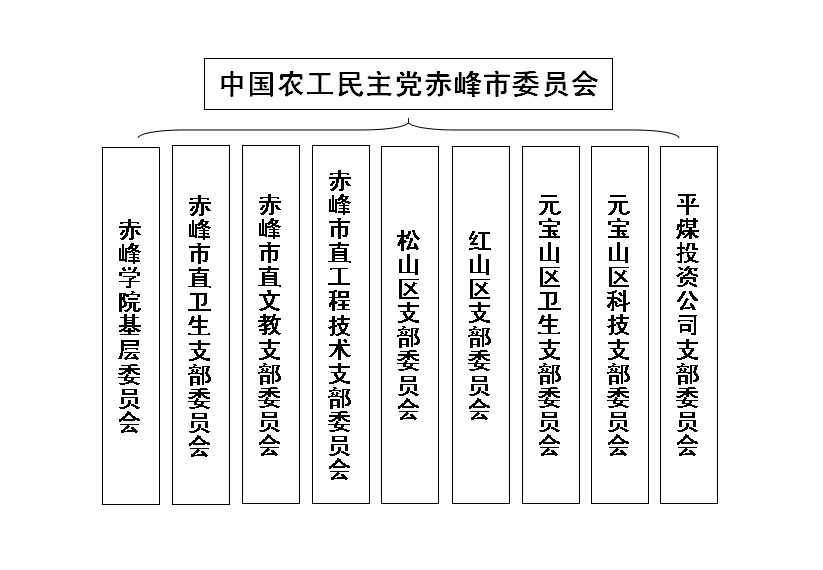 中国农工民主党赤峰市委员会
赤峰学院基层委员会
赤峰市直卫生支部委员会
赤峰市直文教支部委员会
赤峰市直工程技术支部委员会
松山区支部委员会
红山区支部委员会
元宝山区卫生支部委员会
元宝山区科技支部委员会
平煤投资公司支部委员会